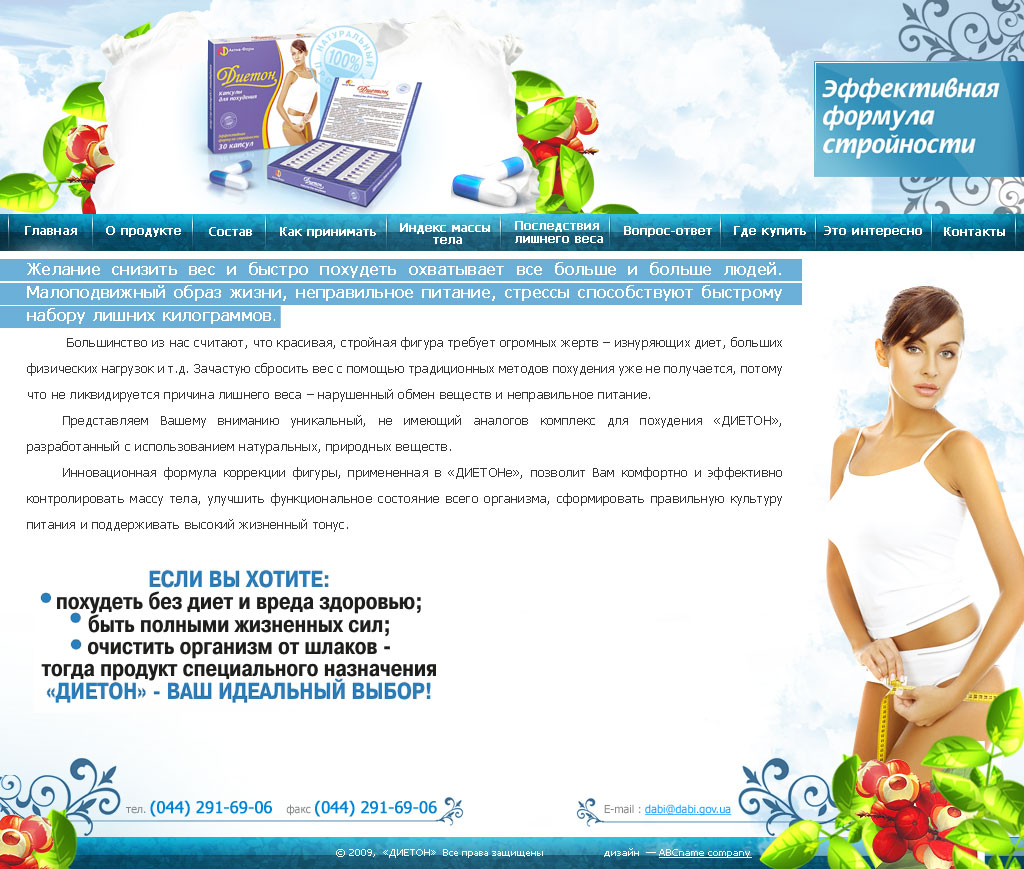 НАТУРАЛЬНЫЙ
100%
Актив-Фарм
Диетон
Капсулы
для похудения
Эффективная
формула стройности
30 капсул
Диетон
Эффективная
формула
стройности
Главная
О продукте
Состав
Как принимать
Индекс массы
тела
Последствия
лишнего веса
Вопрос-ответ
Где купить
Это интересно
Контакты
Желание снизить вес и быстро похудеть охватывает все больше и больше людей.
Малоподвижный образ жизни, неправильное питание, стрессы способствуют быстрому
набору лишних килограммов.
Большинство из нас считают, что красивая, стройная фигура требует огромных жертв – изнуряющих диет, больших
физических нагрузок и т.д. Зачастую сбросить вес с помощью традиционных методов похудения уже не получается, потому
что не ликвидируется причина лишнего веса – нарушенный обмен веществ и неправильное питание.
Представляем Вашему вниманию уникальный, не имеющий аналогов комплекс для похудения «ДИЕТОН»,
разработанный с использованием натуральных, природных веществ.
Инновационная формула коррекции фигуры, примененная в «ДИЕТОНе», позволит Вам комфортно и эффективно
контролировать массу тела, улучшить функциональное состояние всего организма, сформировать правильную культуру
питания и поддерживать высокий жизненный тонус.
ЕСЛИ ВЫ ХОТИТЕ:
• похудеть без диет и вреда здоровью;
• быть полными жизненных сил;
• очистить организм от шлаков -
тогда продукт специального назначения
«ДИЕТОН» - ВАШ ИДЕАЛЬНЫЙ ВЫБОР!
тел. (044) 291-69-06 факс (044) 291-69-06
E-mail : dabi@dabi.gov.ua
© 2009, «ДИЕТОН» Все права защищены
дизайн — ABCname company